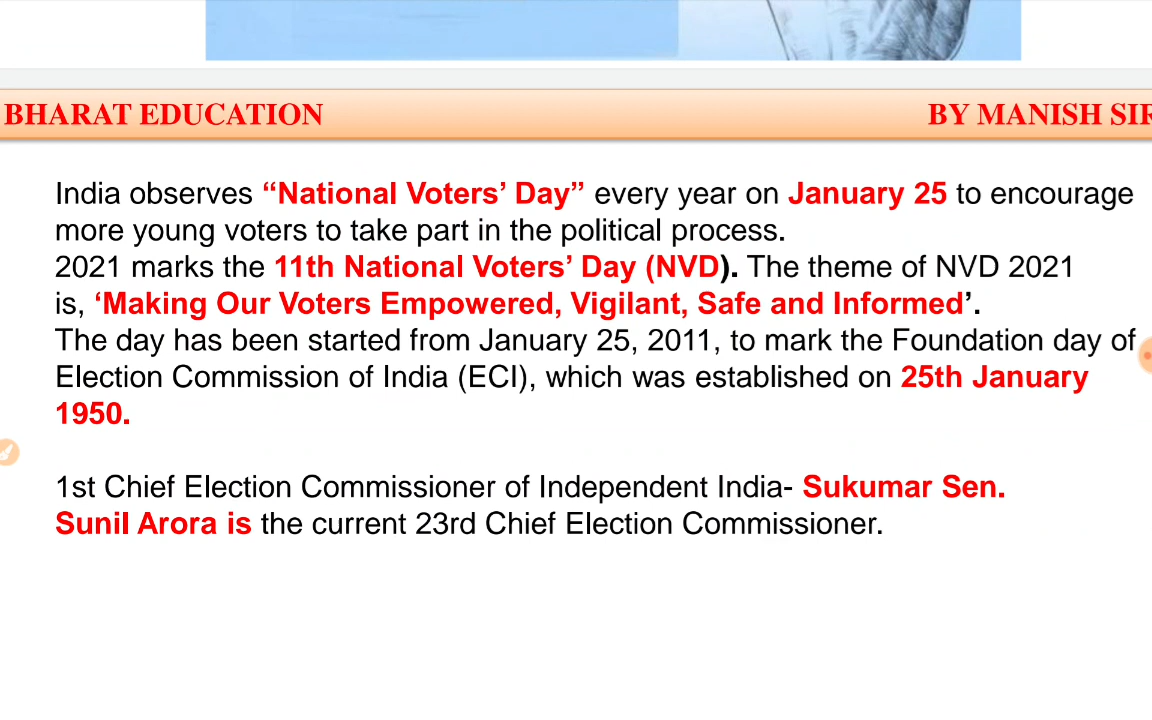 BHARAT EDUCATION BY MANISH SIR
India observes “National Voters’ Day” every year on January 25 to encourage
more young voters to take part in the political process.
2021 marks the 11th National Voters’ Day (NVD). The theme of NVD 2021
is, ‘Making Our Voters Empowered, Vigilant, Safe and Informed’.
The day has been started from January 25, 2011, to mark the Foundation day of
Election Commission of India (ECI), which was established on 25th January
1950.
1st Chief Election Commissioner of Independent India- Sukumar Sen.
Sunil Arora is the current 23rd Chief Election Commissioner.